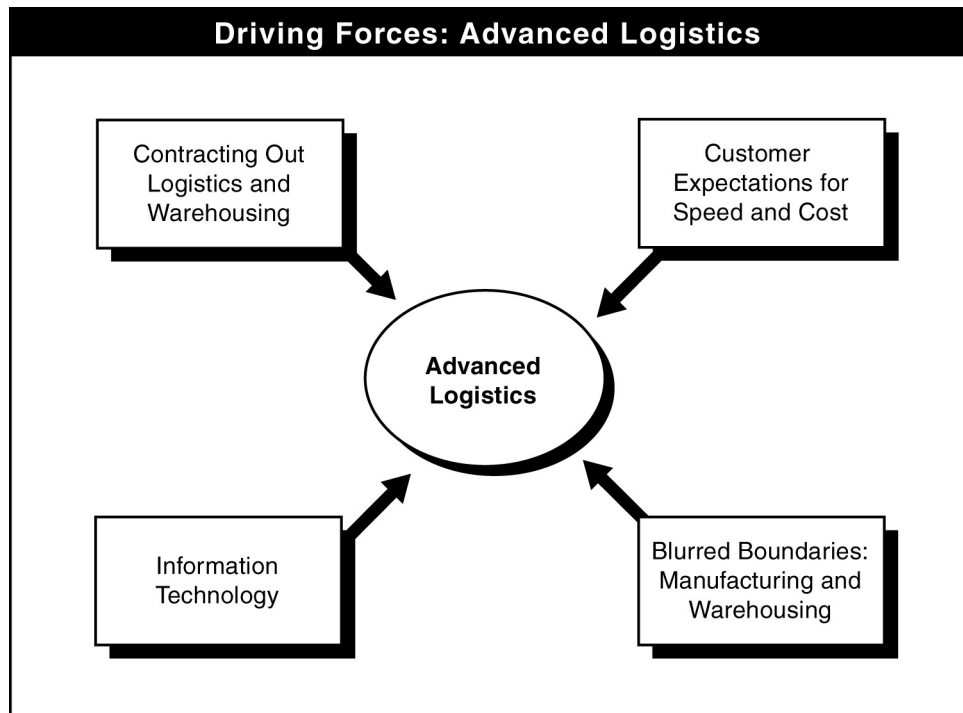 Driving Forces: Advanced Logistics
Contracting Out
Logistics and
Warehousing
Customer
Expectations for
Speed and Cost
Advanced
Logistics
Information
Technology
Blurred Boundaries:
Manufacturing and
Warehousing